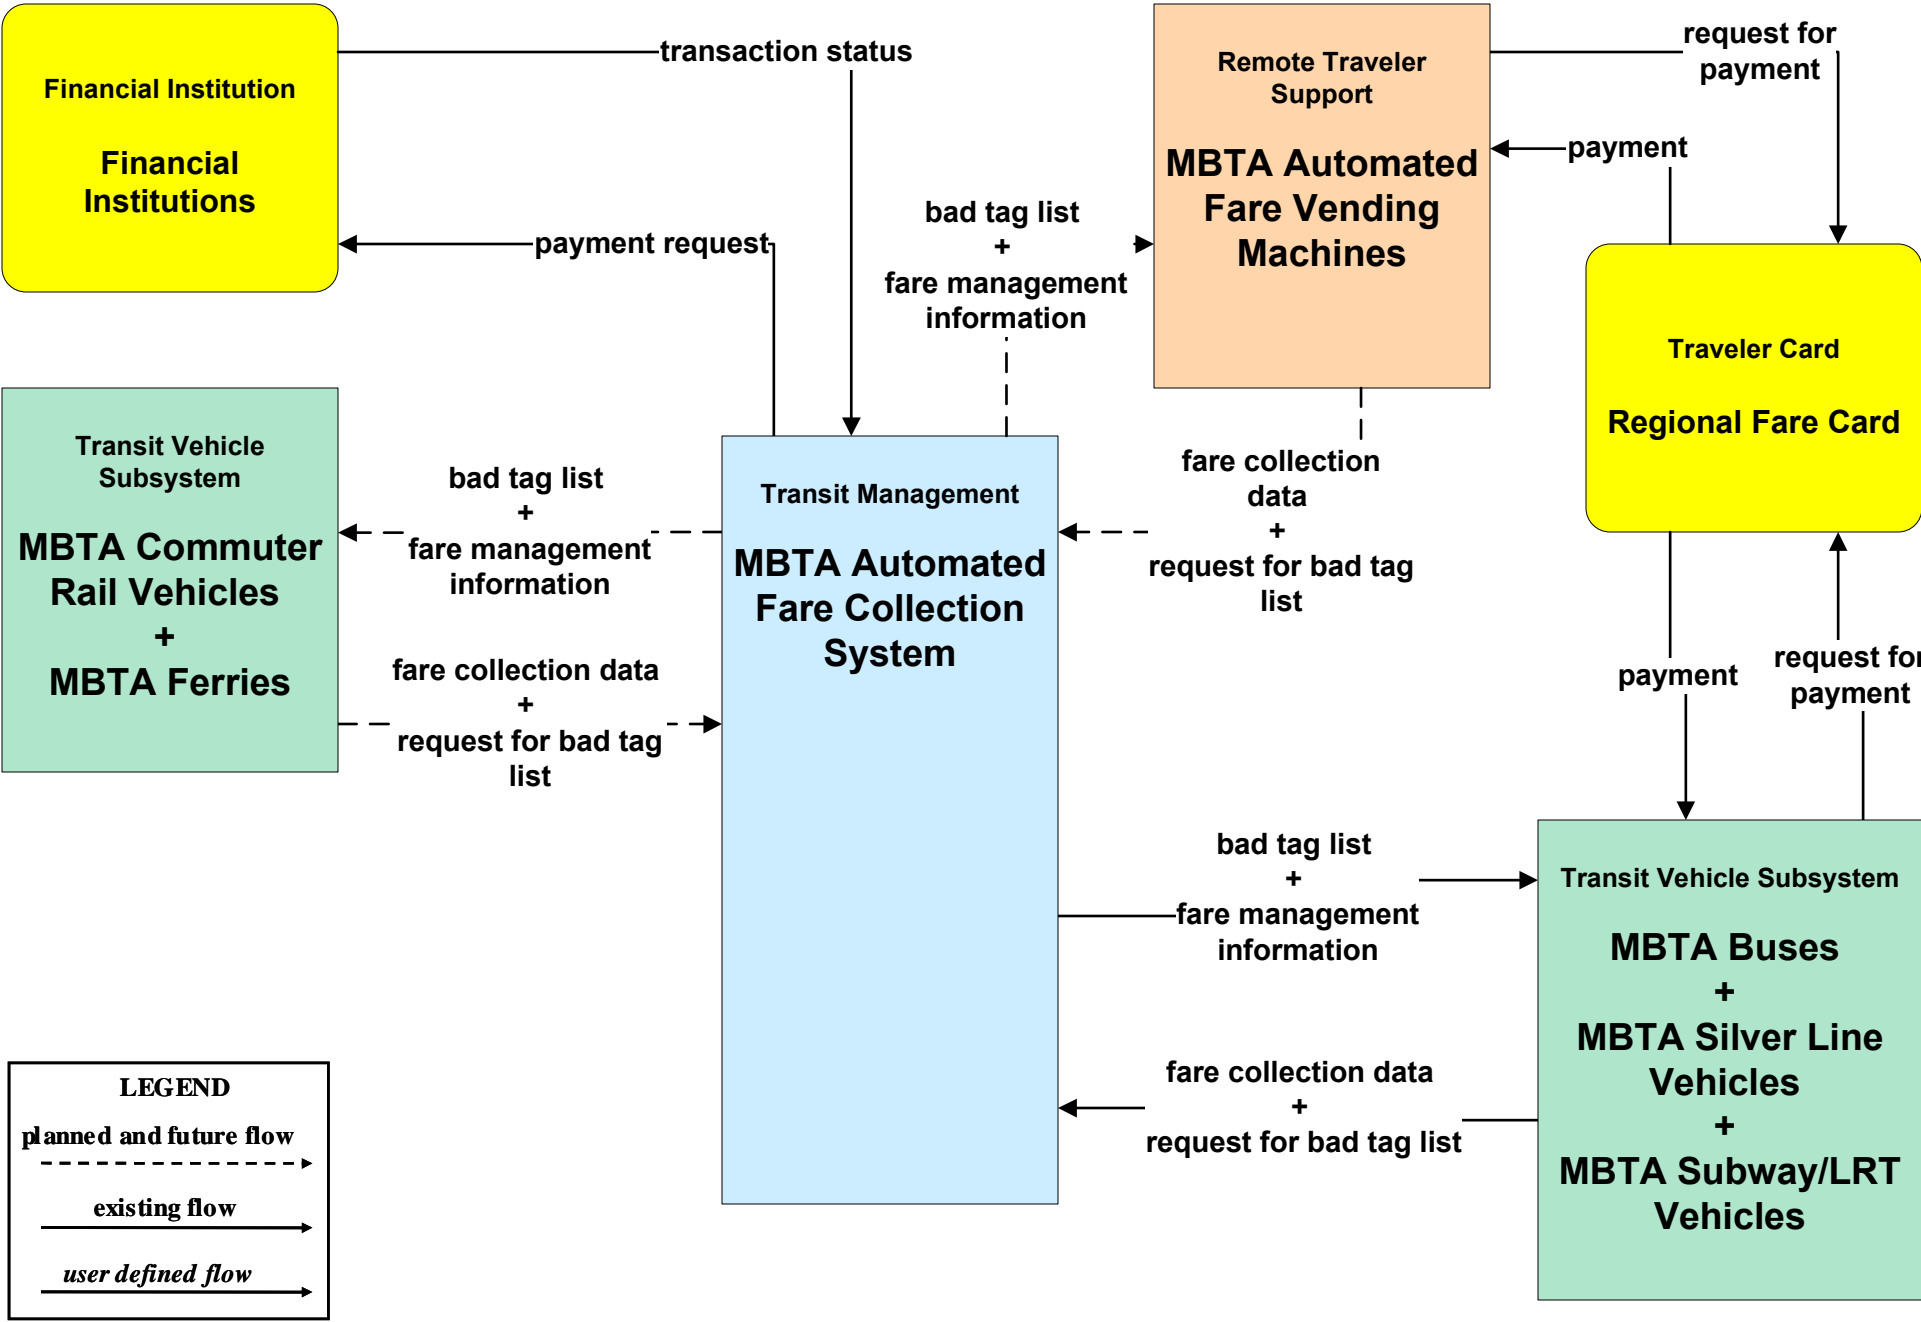 Financial Institution
Financial
Institutions
transaction status
payment request
Remote Traveler
Support
MBTA Automated
Fare Vending
Machines
request for
payment
payment
bad tag list
+
fare management
information
Traveler Card
Regional Fare Card
Transit Vehicle
Subsystem
MBTA Commuter
Rail Vehicles
+
MBTA Ferries
bad tag list
+
fare management
information
fare collection data
+
request for bad tag
list
Transit Management
MBTA Automated
Fare Collection
System
fare collection
data
+
request for bad tag
list
payment
request for
payment
bad tag list
+
fare management
information
fare collection data
+
request for bad tag list
Transit Vehicle Subsystem
MBTA Buses
+
MBTA Silver Line
Vehicles
+
MBTA Subway/LRT
Vehicles
LEGEND
planned and future flow
existing flow
user defined flow